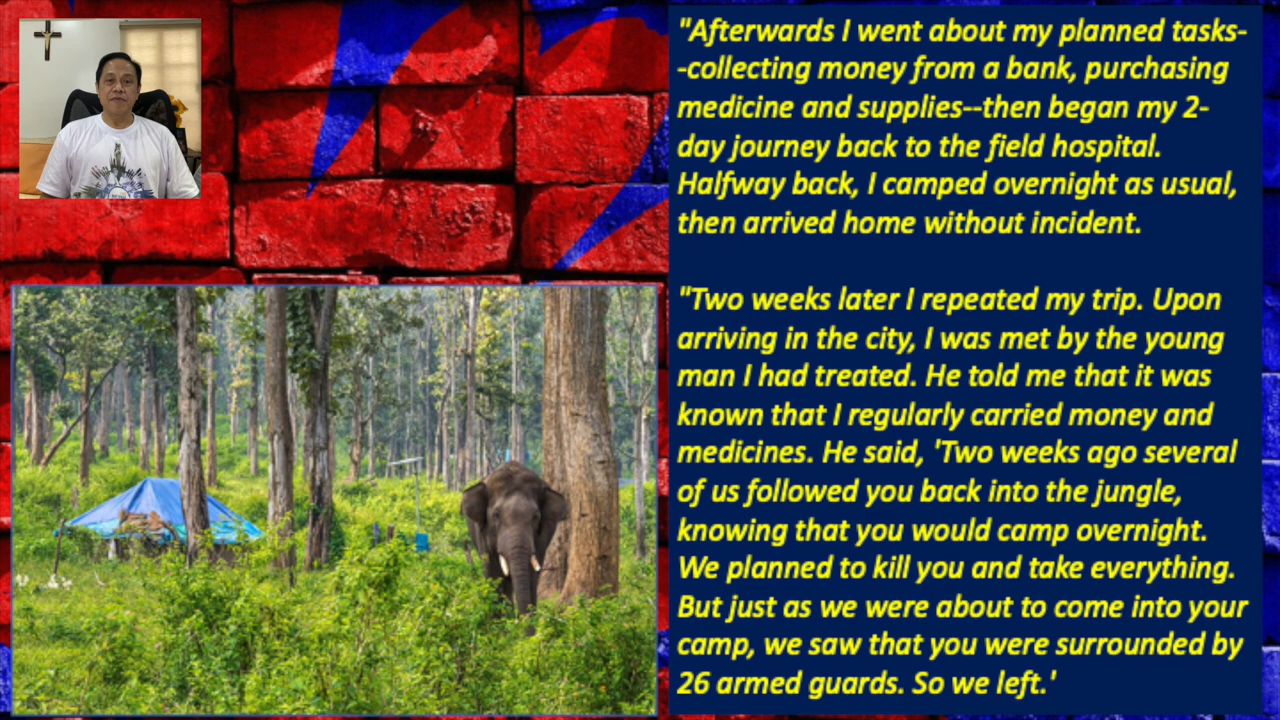 "Afterwards I went about my planned tasks-
-collecting money from a bank, purchasing
medicine and supplies--then began my 2-
day journey back to the field hospital.
Halfway back, I camped overnight as usual,
then arrived home without incident.
"Two weeks later I repeated my trip. Upon
arriving in the city, I was met by the young
man I had treated. He told me that it was
known that I regularly carried money and
medicines. He said, 'Two weeks ago several
of us followed you back into the jungle,
knowing that you would camp overnight.
We planned to kill you and take everything.
But just as we were about to come into your
camp, we saw that you were surrounded by
26 armed guards. So we left.'